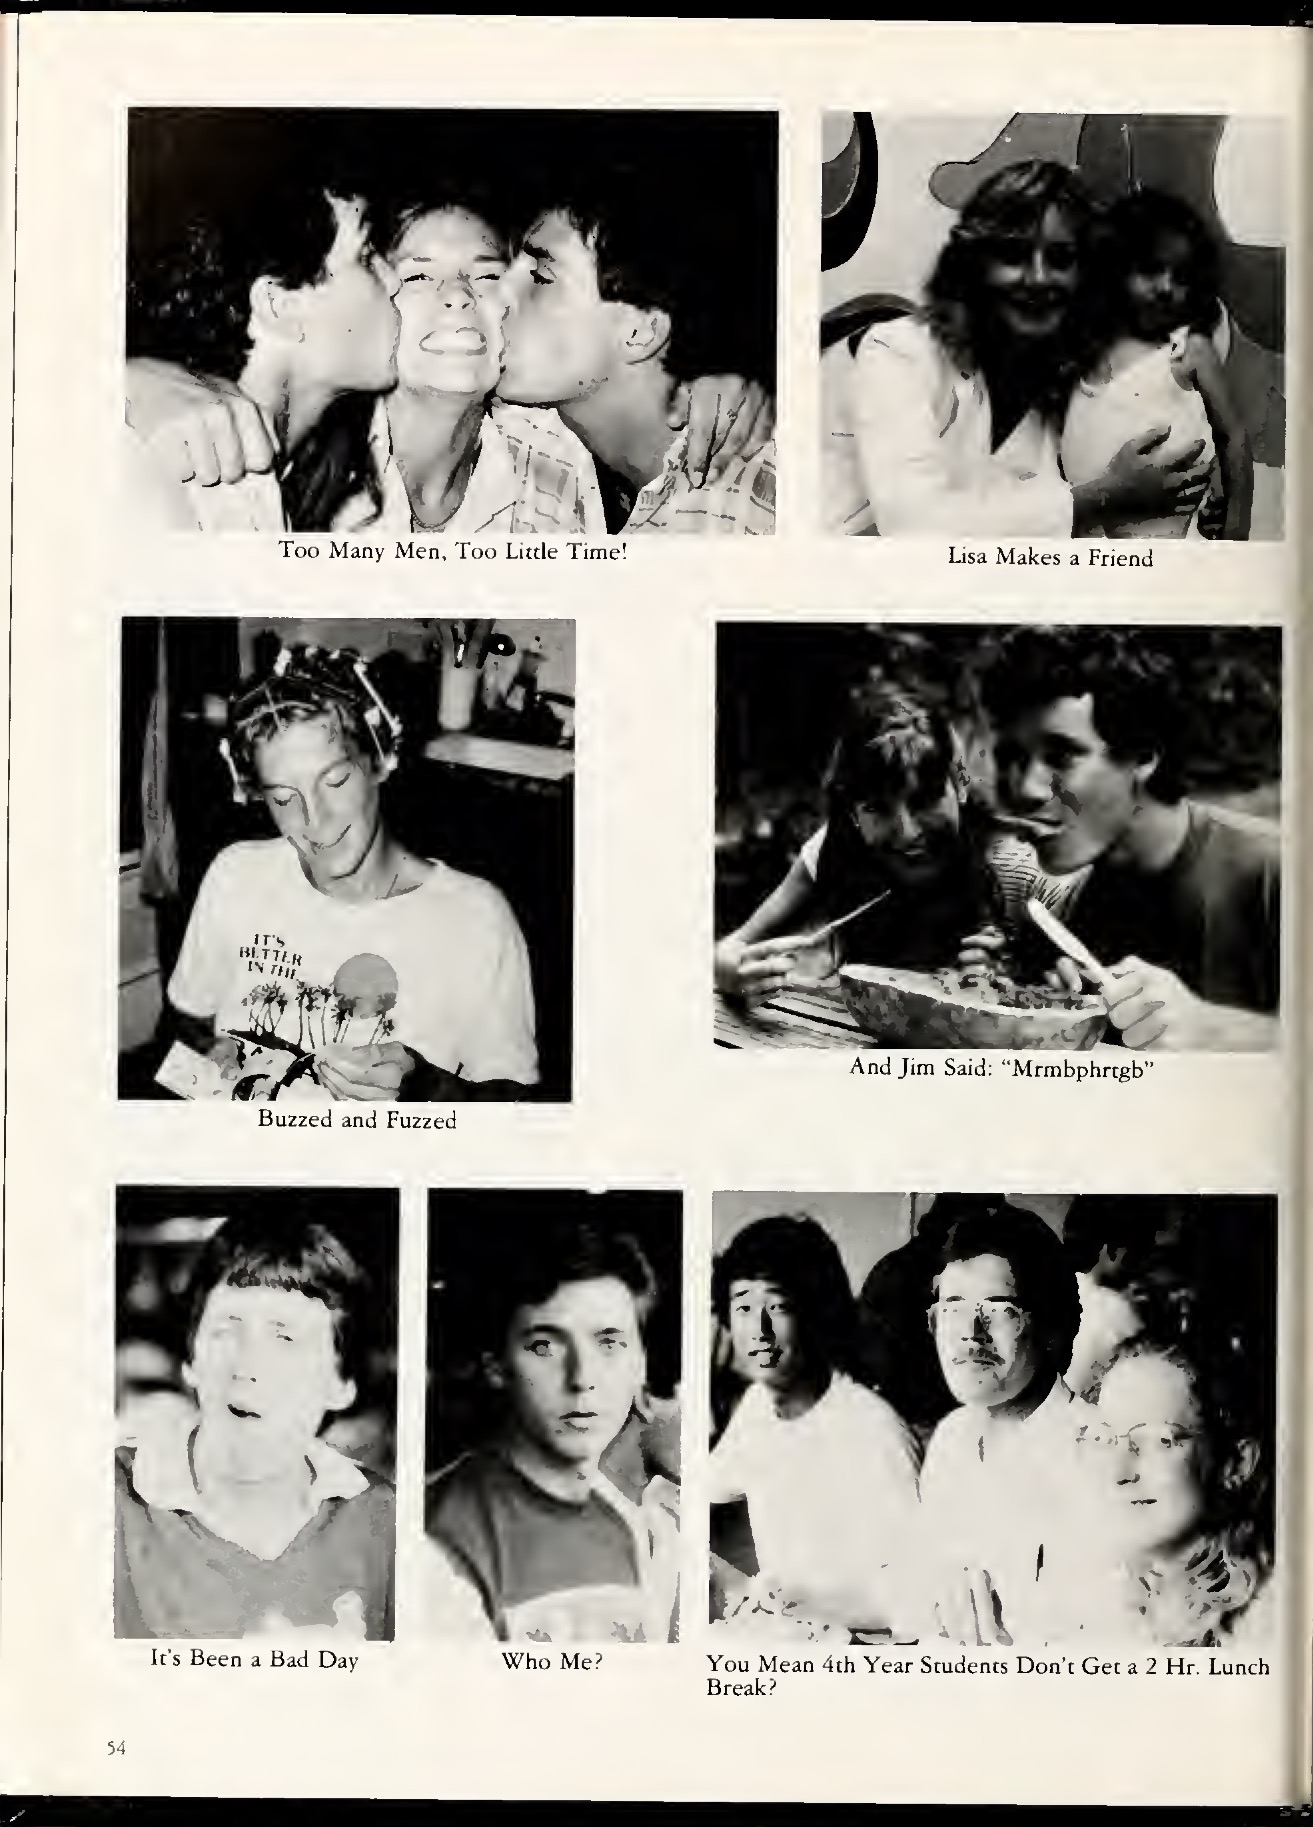 Too Many Men, Too Little Time!
Lisa Makes a Friend
IT'S
BETTER
IN THE
Buzzed and Fuzzed
And Jim Said: “Mrmbphrtgb”
It's Been a Bad Day
Who Me?
You Mean 4th Year Students Don't Get a 2 Hr. Lunch
Break?
54